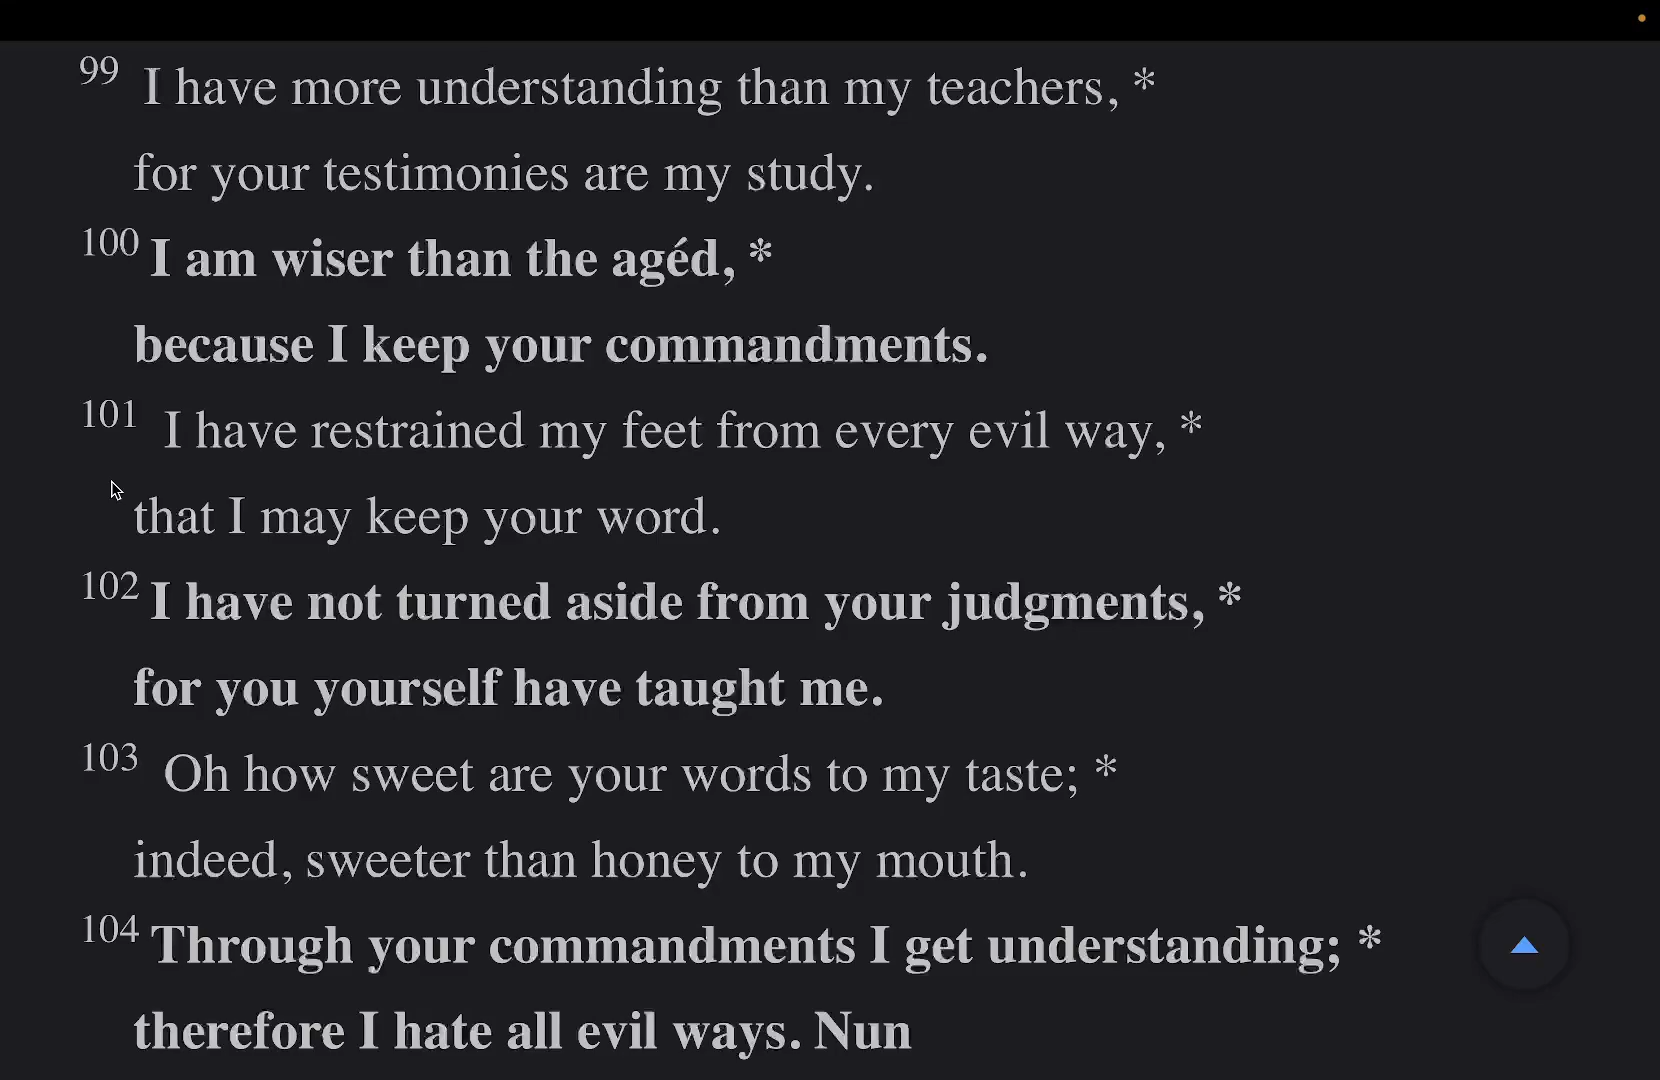 99 I have more understanding than my teachers, *
for your testimonies are my study.
100 I am wiser than the agéd, *
because I keep your commandments.
101 I have restrained my feet from every evil way, *
that I may keep your word.
102 I have not turned aside from your judgments, *
for you yourself have taught me.
103 Oh how sweet are your words to my taste; *
indeed, sweeter than honey to my mouth.
104 Through your commandments I get understanding; *
therefore I hate all evil ways. Nun